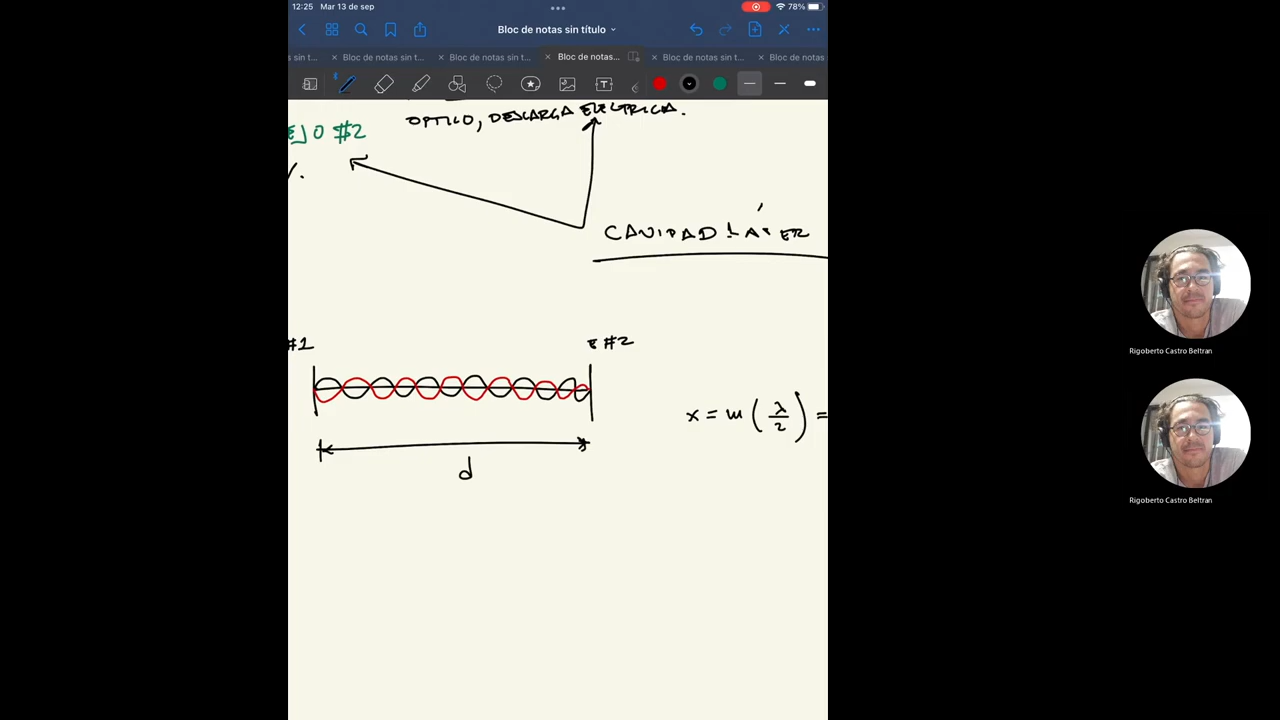 12:25 Mar 13 de sep 78%
Bloc de notas sin título
s sin t... Bloc de notas sin t... Bloc de notas sin t... Bloc de notas... Bloc de notas sin t... Bloc de notas
EJO #2
OPTICO, DESCARGA ELECTRICA.
%.
CAVIDAD LÁSER
#1
E #2
x = m (λ/2) =
d
Rigoberto Castro Beltran
Rigoberto Castro Beltran